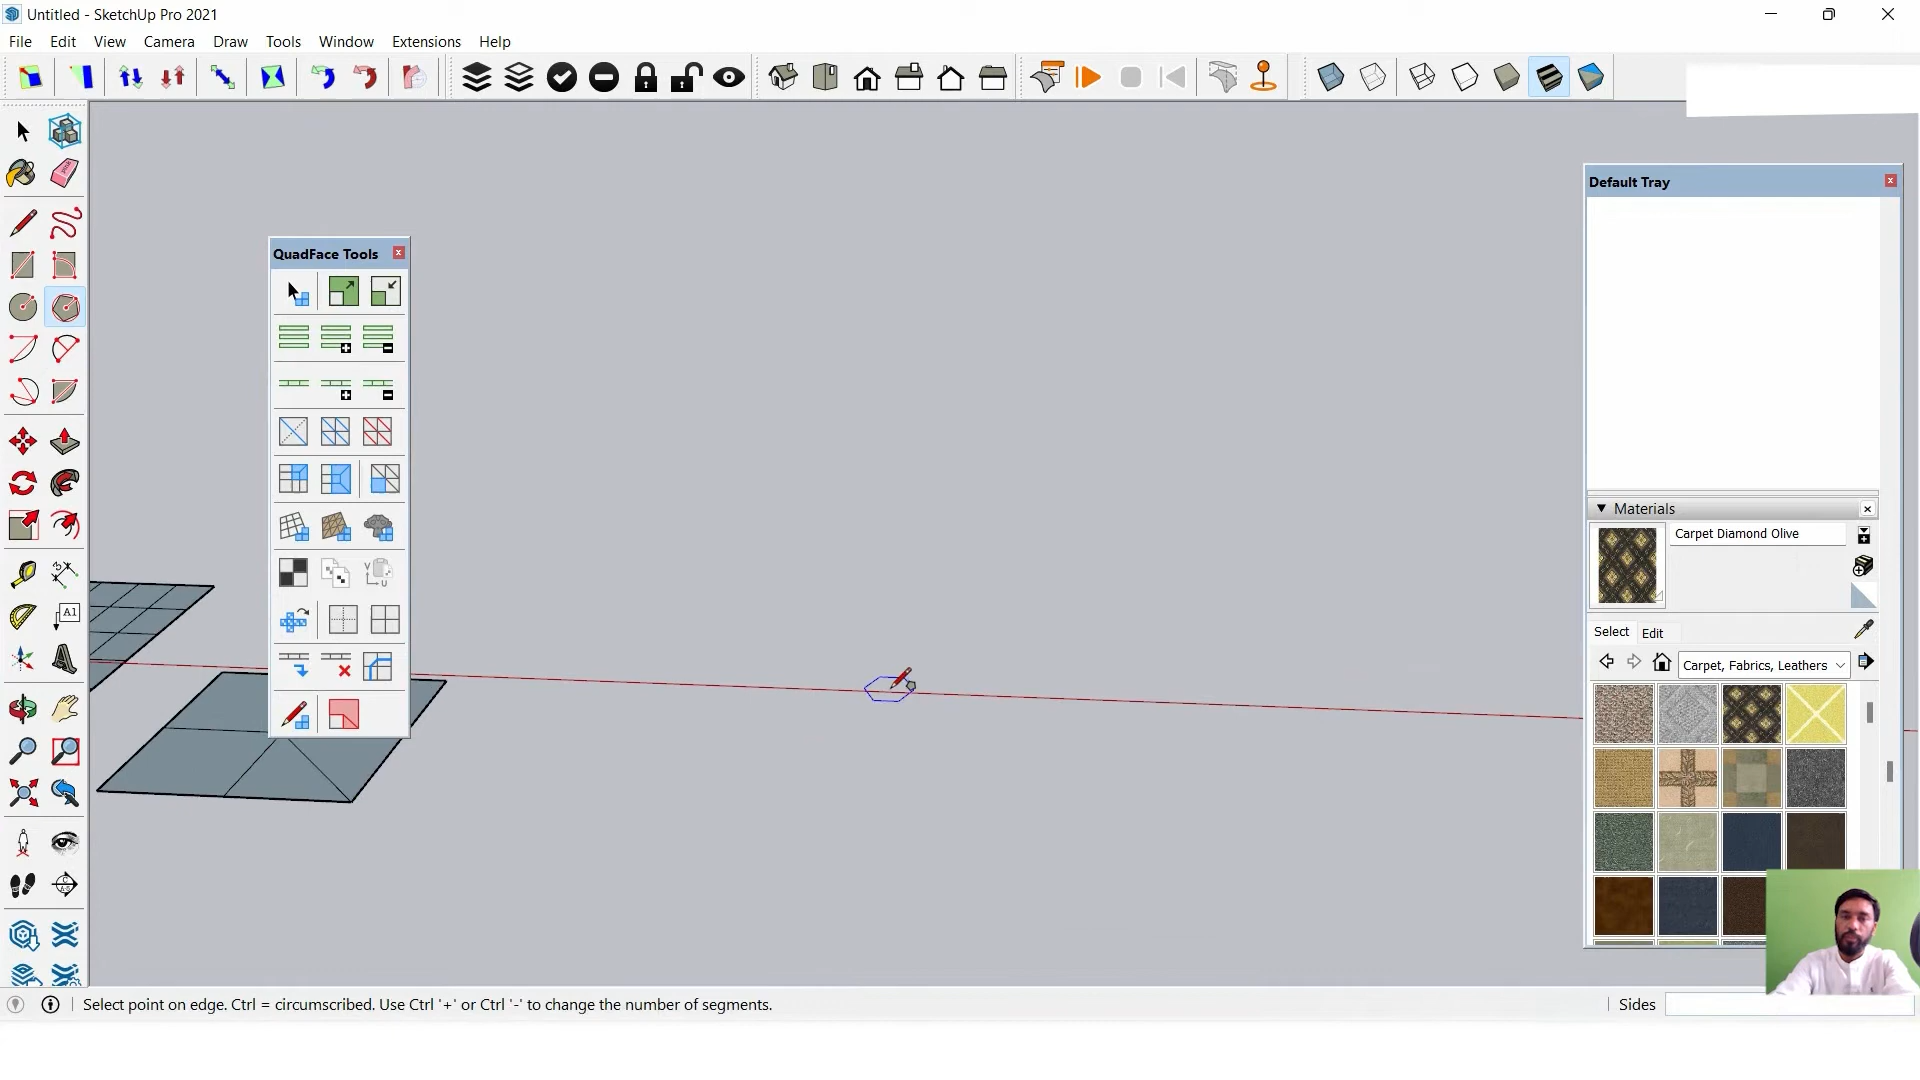 Untitled - SketchUp Pro 2021
File Edit View Camera Draw Tools Window Extensions Help
Default Tray
QuadFace Tools
Materials
Carpet Diamond Olive
A1
Select Edit
Carpet, Fabrics, Leathers
Select point on edge. Ctrl = circumscribed. Use Ctrl '+' or Ctrl '-' to change the number of segments.
Sides